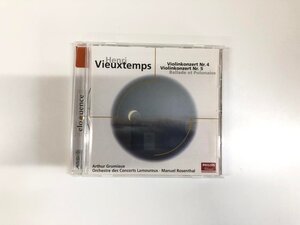 Henri
Vieuxtemps
Violinkonzert Nr. 4
Violinkonzert Nr. 5
Ballade et Polonaise
eloquence
Arthur Grumiaux
Orchestre des Concerts Lamoureux · Manuel Rosenthal
PHILIPS